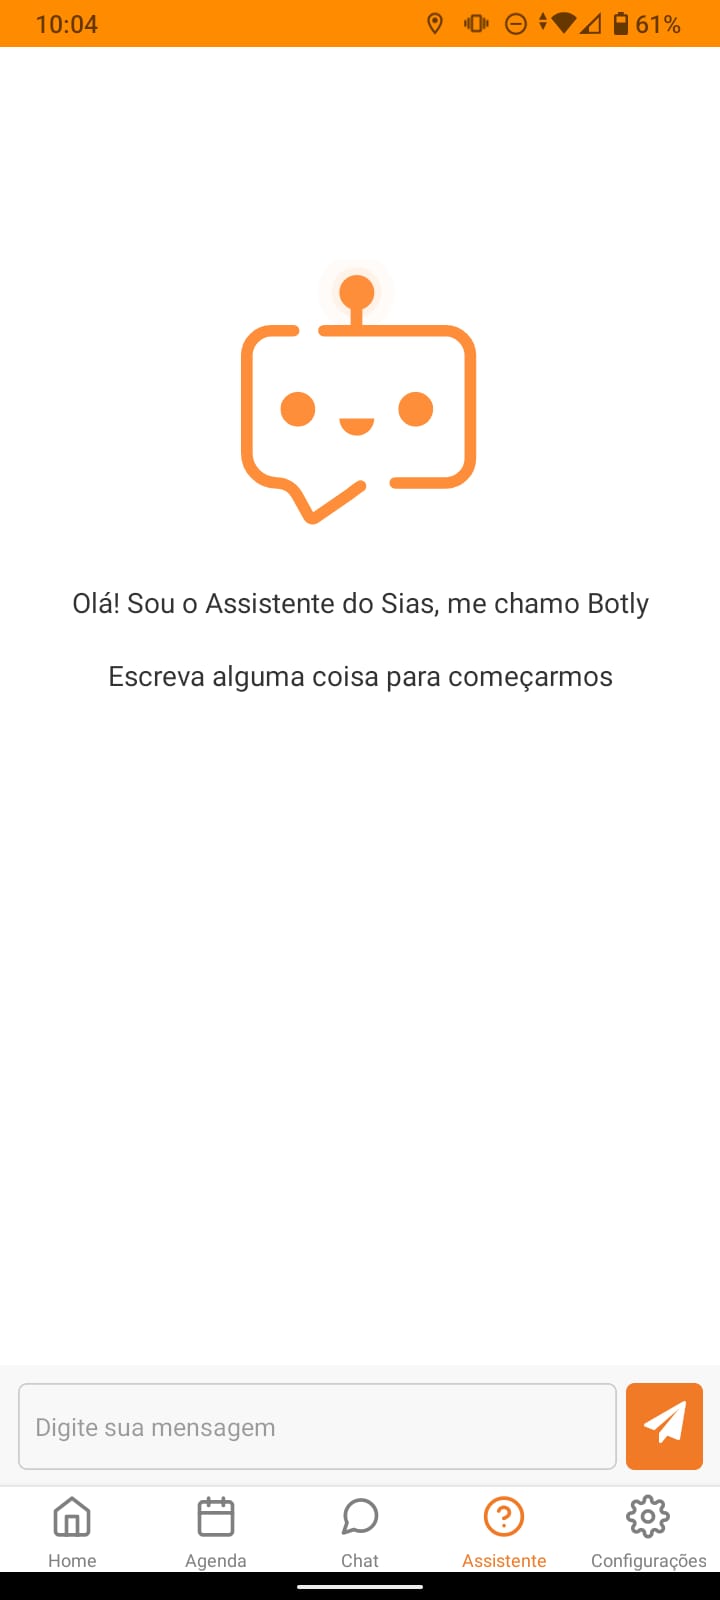 10:04
61%
Olá! Sou o Assistente do Sias, me chamo Botly
Escreva alguma coisa para começarmos
Digite sua mensagem
Home
Agenda
Chat
Assistente
Configurações